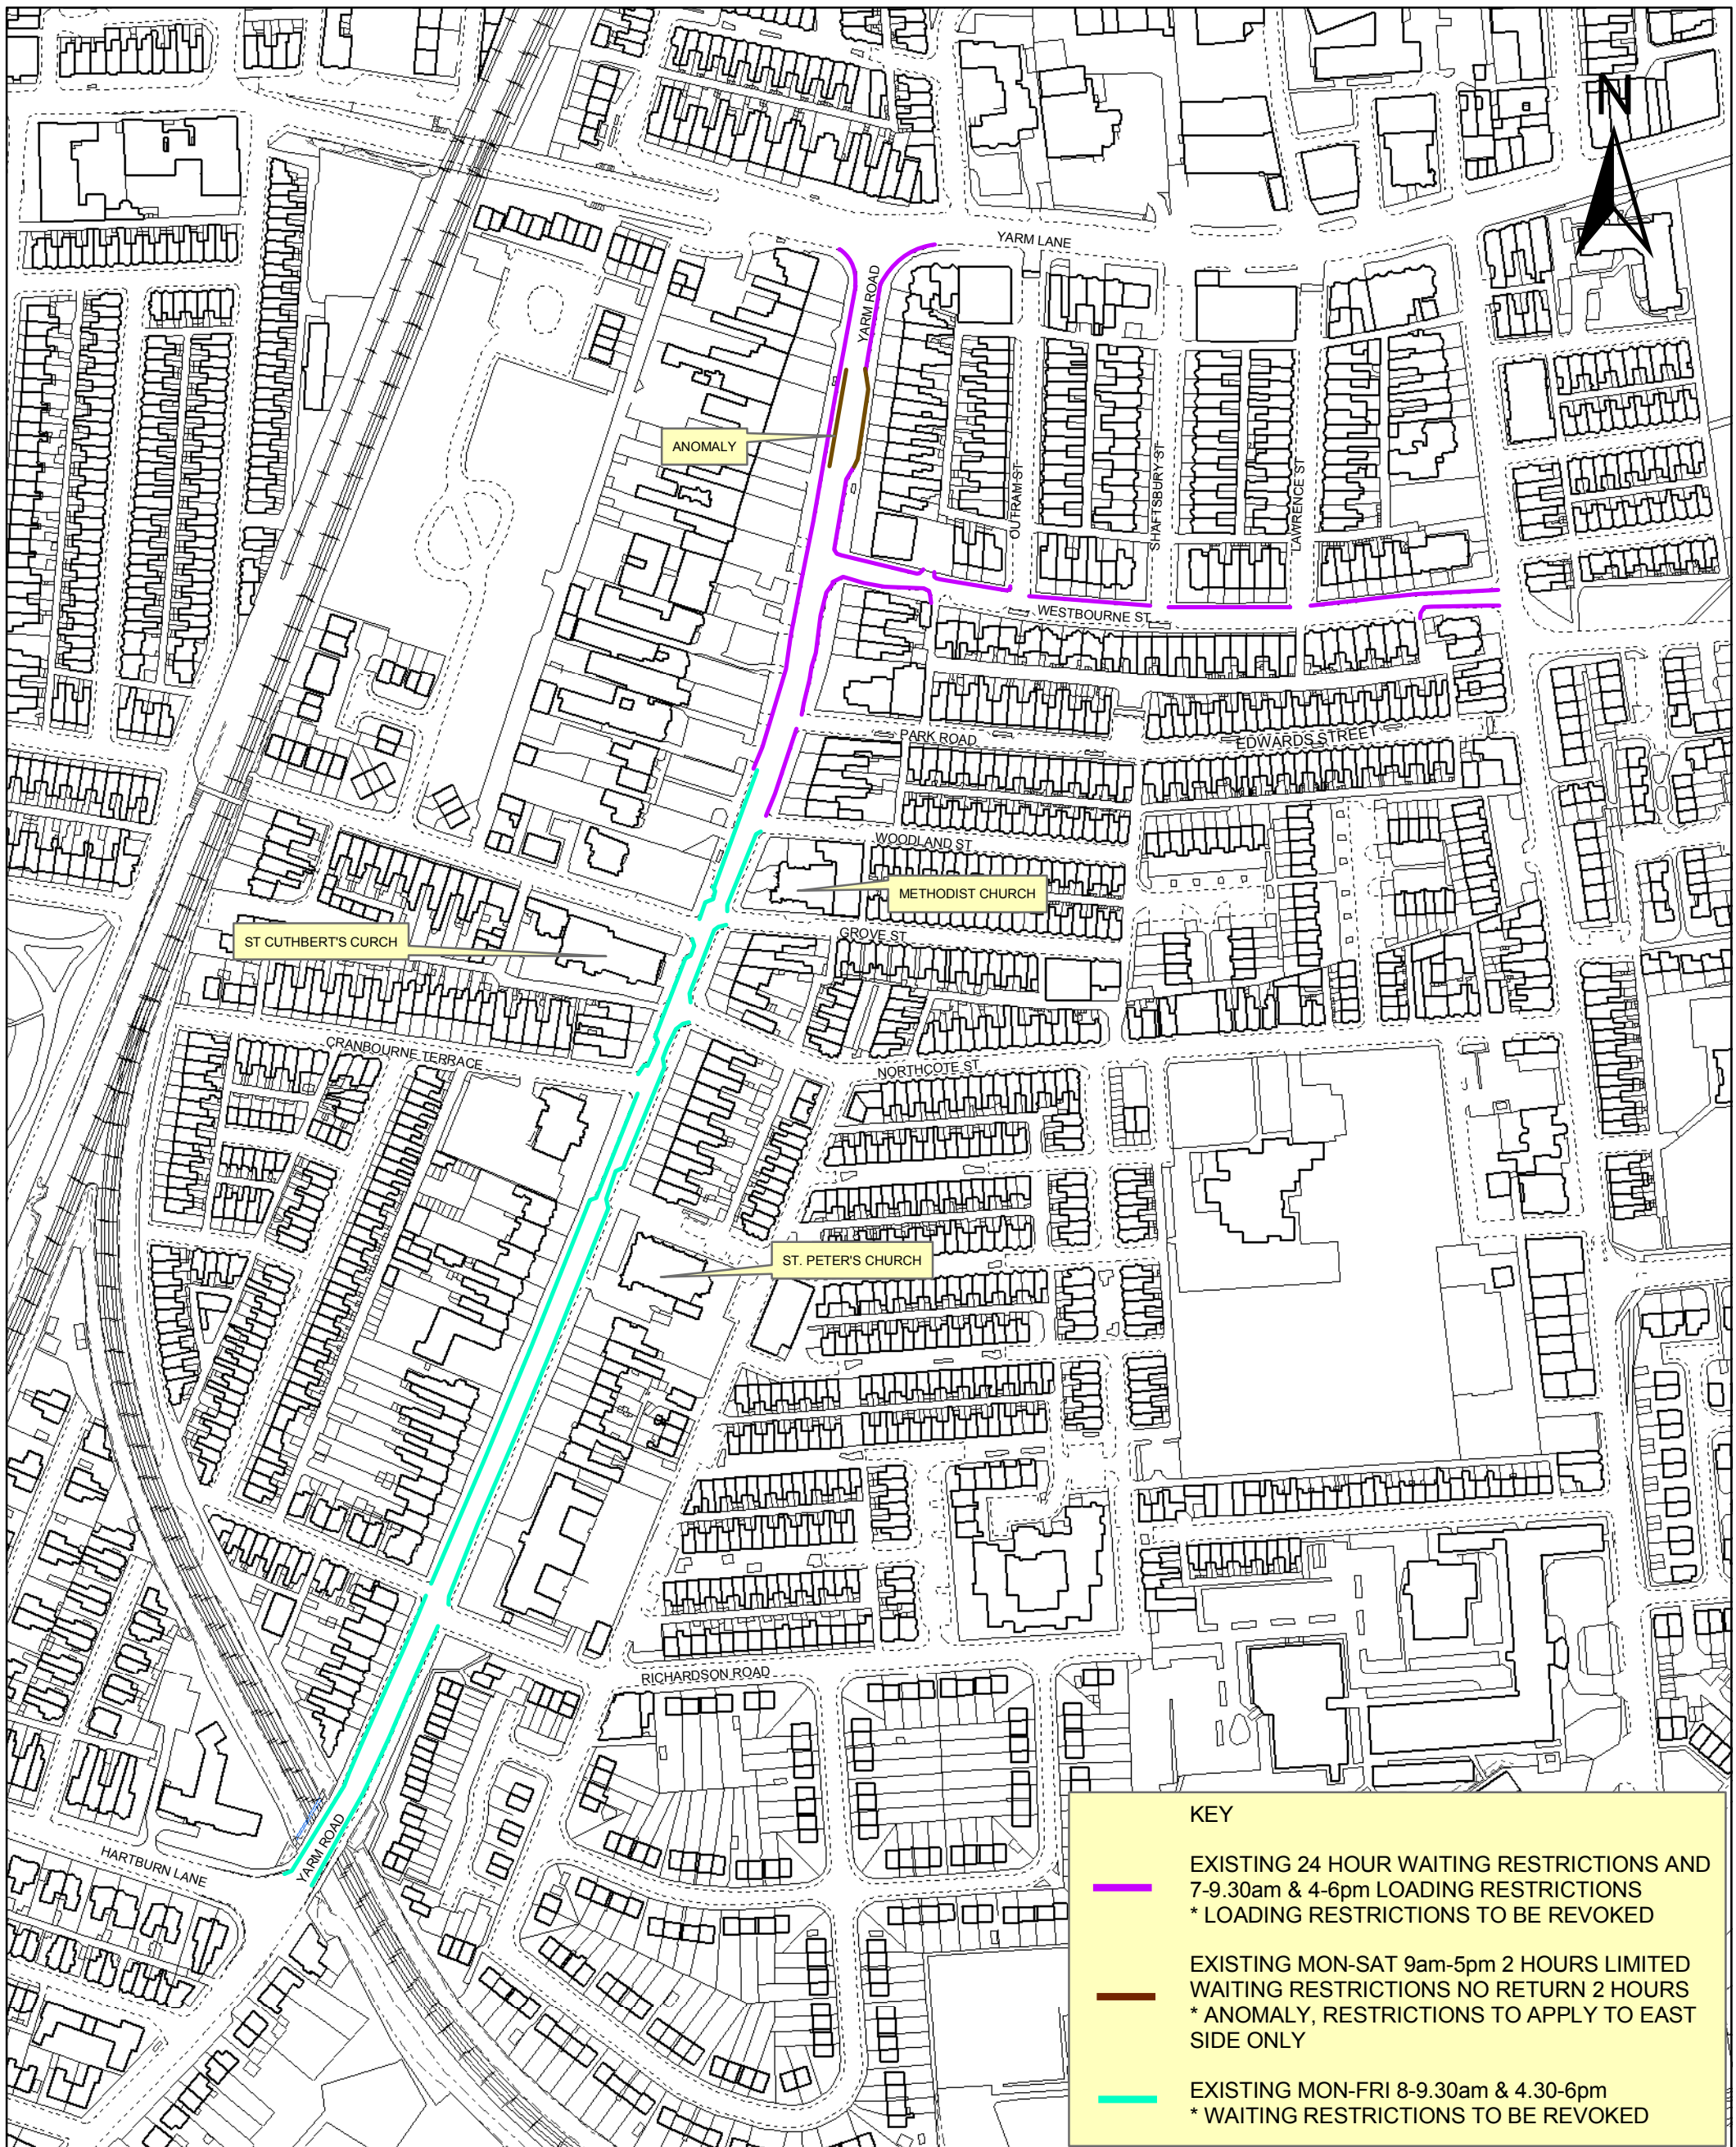 N
YARM LANE
YARM ROAD
ANOMALY
OUTRAM ST
SHAFTSBURY ST
LAWRENCE ST
WESTBOURNE ST
PARK ROAD
EDWARDS STREET
WOODLAND ST
METHODIST CHURCH
GROVE ST
ST CUTHBERT'S CURCH
CRANBOURNE TERRACE
NORTHCOTE ST
ST. PETER'S CHURCH
RICHARDSON ROAD
YARM ROAD
HARTBURN LANE
KEY
EXISTING 24 HOUR WAITING RESTRICTIONS AND
7-9.30am & 4-6pm LOADING RESTRICTIONS
* LOADING RESTRICTIONS TO BE REVOKED
EXISTING MON-SAT 9am-5pm 2 HOURS LIMITED
WAITING RESTRICTIONS NO RETURN 2 HOURS
* ANOMALY, RESTRICTIONS TO APPLY TO EAST
SIDE ONLY
EXISTING MON-FRI 8-9.30am & 4.30-6pm
* WAITING RESTRICTIONS TO BE REVOKED